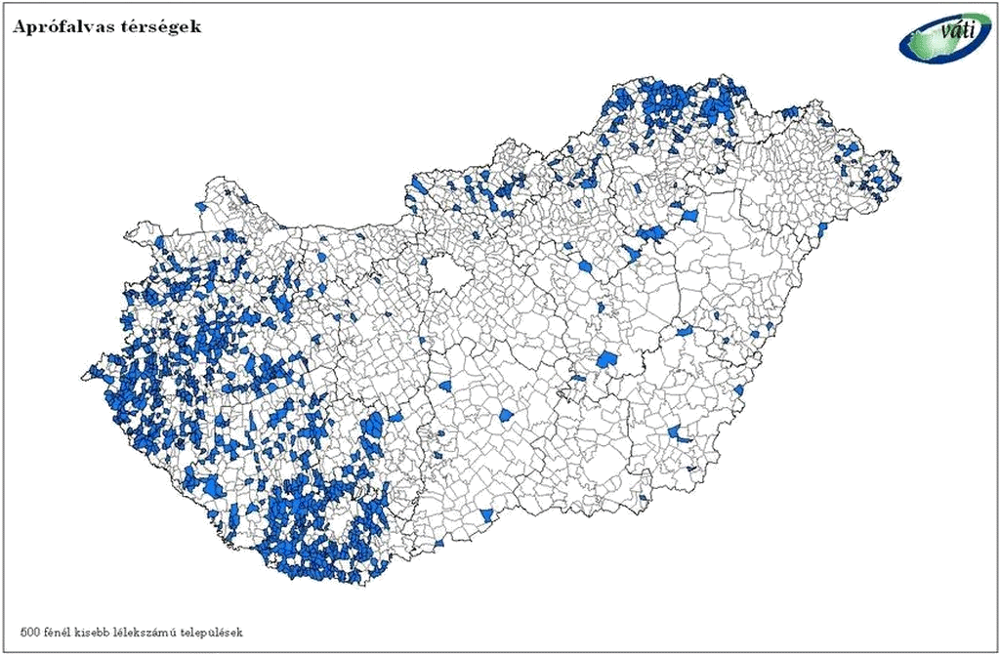 Aprófalvas térségek
váti
500 fénél kisebb lélekszámú települések